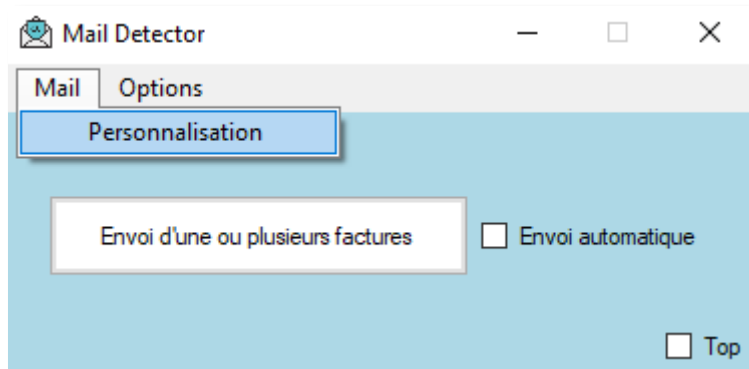 Mail Detector
Mail Options
Personnalisation
Envoi d'une ou plusieurs factures Envoi automatique
Top